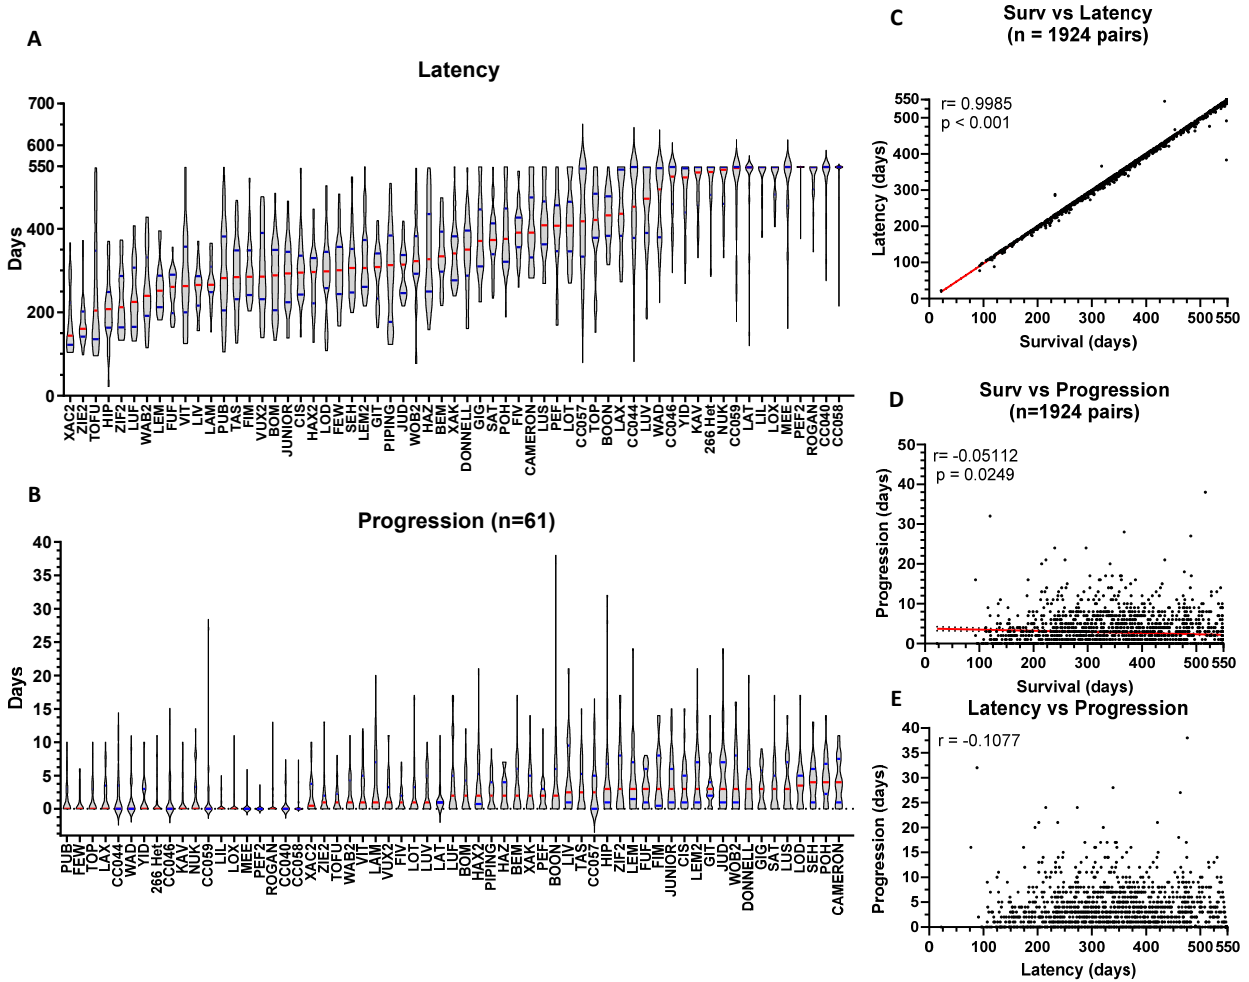 A
Latency
Days
700
600
550
400
200
0
XAC2
ZIE2
TOFU
HIP
ZIF2
LUF
WAB2
LEM
FUF
VIT
LIV
LAM
PUB
TAS
FIM
VUX2
BOM
JUNIOR
CIS
HAX2
LOD
FEW
SEH
LEM2
GIT
PIPING
JUD
WOB2
HAZ
BEM
XAK
DONNELL
GIG
SAT
POH
FIV
CAMERON
LUS
PEF
LOT
CC057
TOP
BOON
LAX
CC044
LUV
WAD
CC046
YID
KAV
266 Het
NUK
CC059
LAT
LIL
LOX
MEE
PEF2
ROGAN
CC040
CC058
B
Progression (n=61)
Days
40
35
30
25
20
15
10
5
0
PUB
FEW
TOP
LAX
CC044
WAD
YID
266 Het
CC046
KAV
NUK
CC059
LIL
LOX
MEE
PEF2
ROGAN
CC040
CC058
XAC2
ZIE2
TOFU
WAB2
VIT
LAM
VUX2
FIV
LOT
LUV
LAT
LUF
BOM
HAX2
PIPING
HAZ
BEM
XAK
PEF
BOON
LIV
TAS
CC057
HIP
ZIF2
LEM
FUF
FIM
JUNIOR
CIS
LEM2
GIT
JUD
WOB2
DONNELL
GIG
SAT
LUS
LOD
SEH
POH
CAMERON
C
Surv vs Latency
(n = 1924 pairs)
r= 0.9985
p < 0.001
Latency (days)
550
500
400
300
200
100
0
0 100 200 300 400 500 550
Survival (days)
D
Surv vs Progression
(n=1924 pairs)
r= -0.05112
p = 0.0249
Progression (days)
50
40
30
20
10
0
0 100 200 300 400 500 550
Survival (days)
E
Latency vs Progression
r = -0.1077
Progression (days)
40
35
30
25
20
15
10
5
0
0 100 200 300 400 500 550
Latency (days)